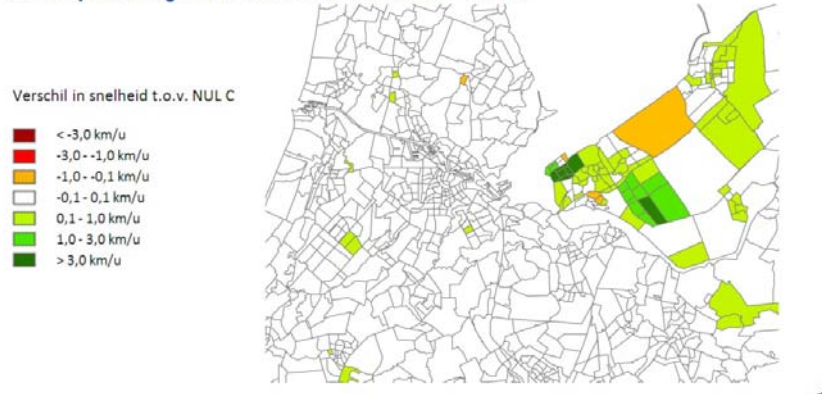 Verschil in snelheid t.o.v. NUL C
< -3,0 km/u
-3,0 - -1,0 km/u
-1,0 - -0,1 km/u
-0,1 - 0,1 km/u
0,1 - 1,0 km/u
1,0 - 3,0 km/u
> 3,0 km/u